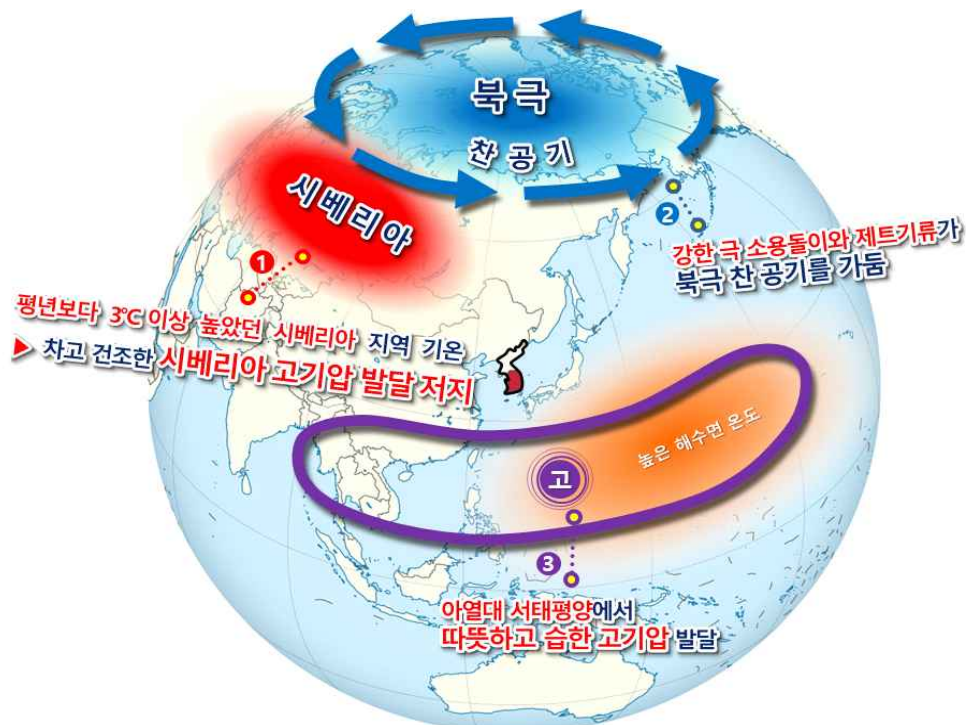 북극
찬공기
시베리아
1
평년보다 3℃ 이상 높았던 시베리아 지역 기온
▶ 차고 건조한 시베리아 고기압 발달 저지
2
강한 극 소용돌이와 제트기류가
북극 찬 공기를 가둠
높은 해수면 온도
고
3
아열대 서태평양에서
따뜻하고 습한 고기압 발달